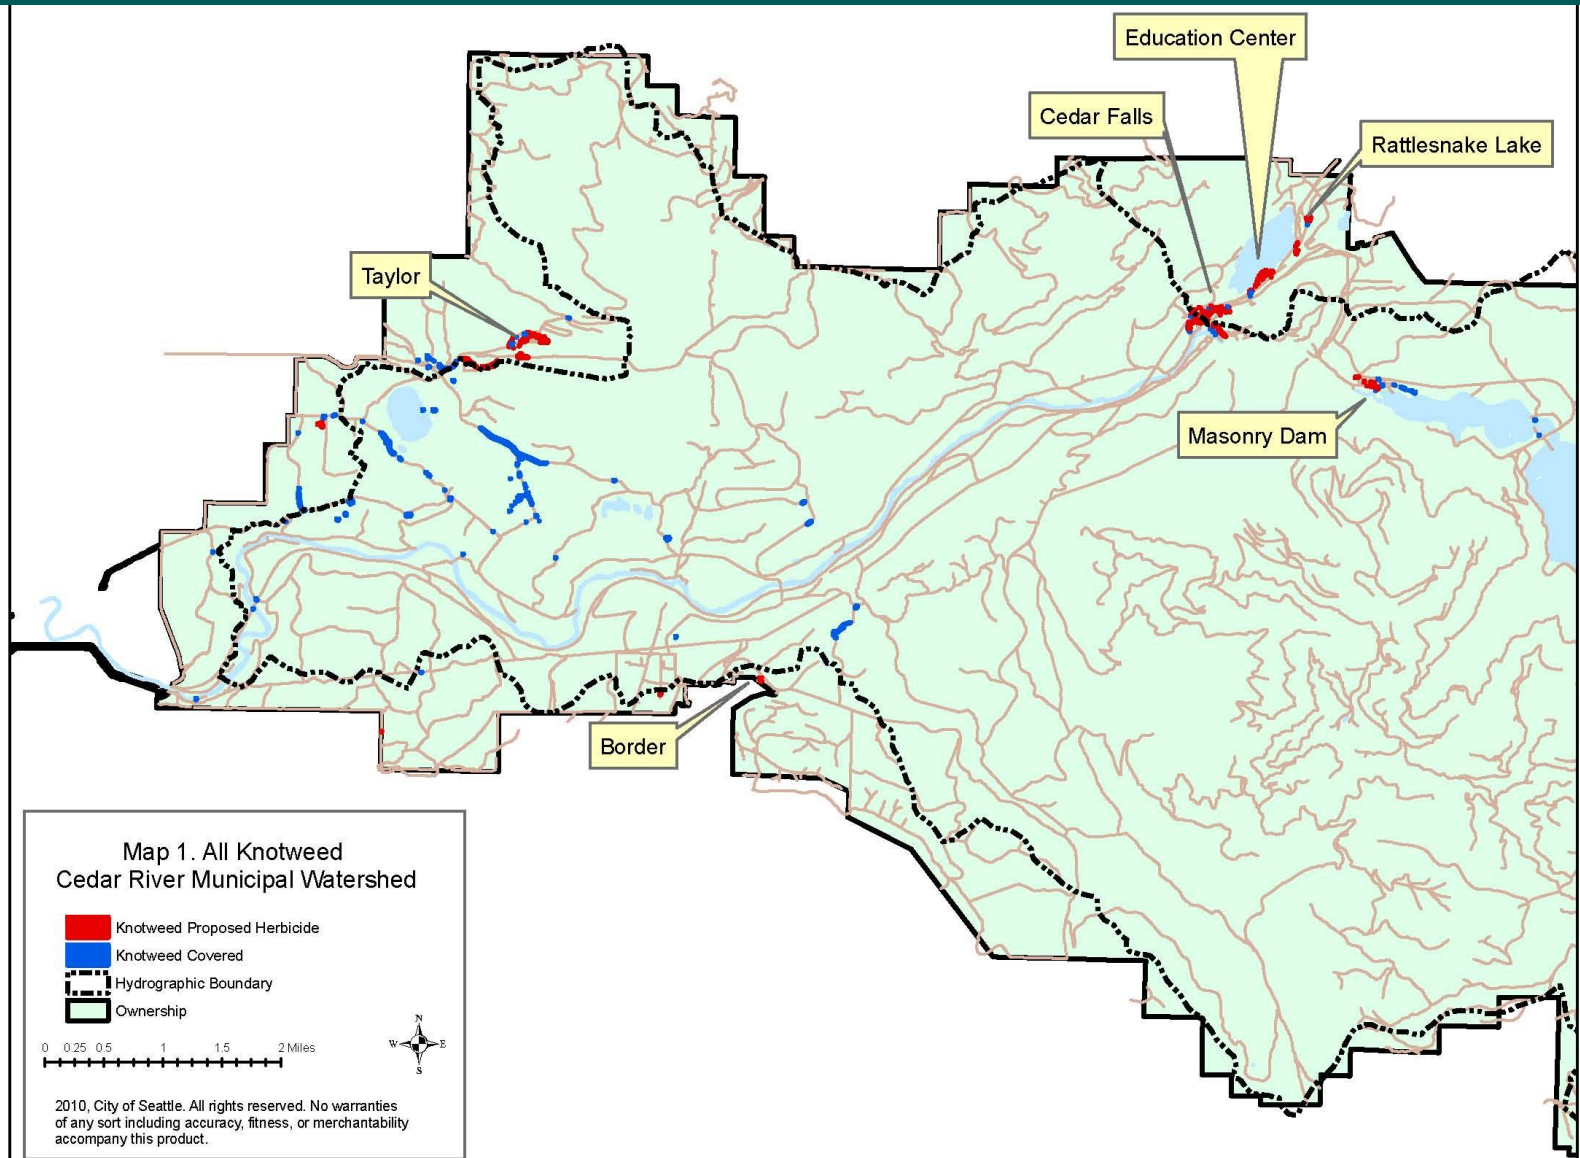 Education Center
Cedar Falls
Rattlesnake Lake
Taylor
Masonry Dam
Border
Map 1. All Knotweed
Cedar River Municipal Watershed
Knotweed Proposed Herbicide
Knotweed Covered
Hydrographic Boundary
Ownership
0 0.25 0.5 1 1.5 2 Miles
N
W E
S
2010, City of Seattle. All rights reserved. No warranties
of any sort including accuracy, fitness, or merchantability
accompany this product.